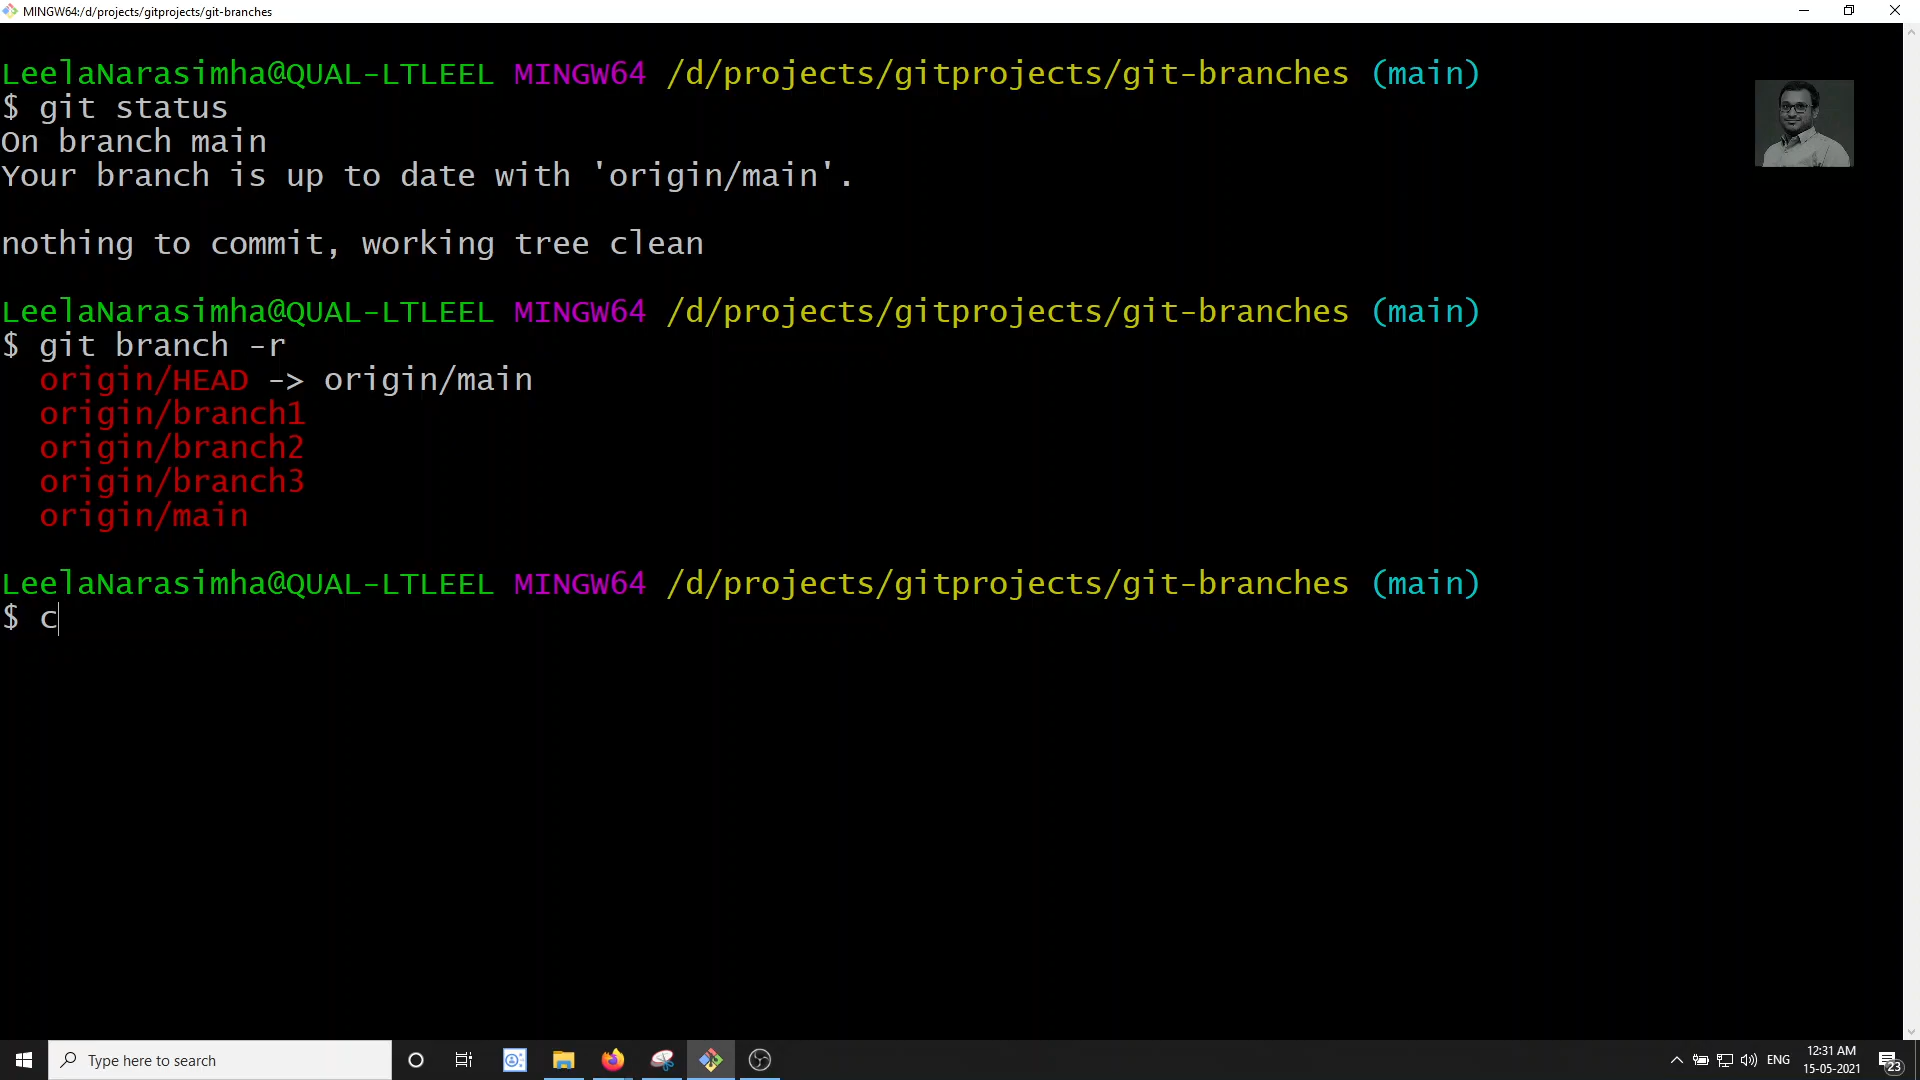 MINGW64:/d/projects/gitprojects/git-branches
LeelaNarasimha@QUAL-LTLEEL MINGW64 /d/projects/gitprojects/git-branches (main)
$ git status
On branch main
Your branch is up to date with 'origin/main'.
nothing to commit, working tree clean
LeelaNarasimha@QUAL-LTLEEL MINGW64 /d/projects/gitprojects/git-branches (main)
$ git branch -r
origin/HEAD -> origin/main
origin/branch1
origin/branch2
origin/branch3
origin/main
LeelaNarasimha@QUAL-LTLEEL MINGW64 /d/projects/gitprojects/git-branches (main)
$ c
Type here to search
ENG
12:31 AM
15-05-2021
23